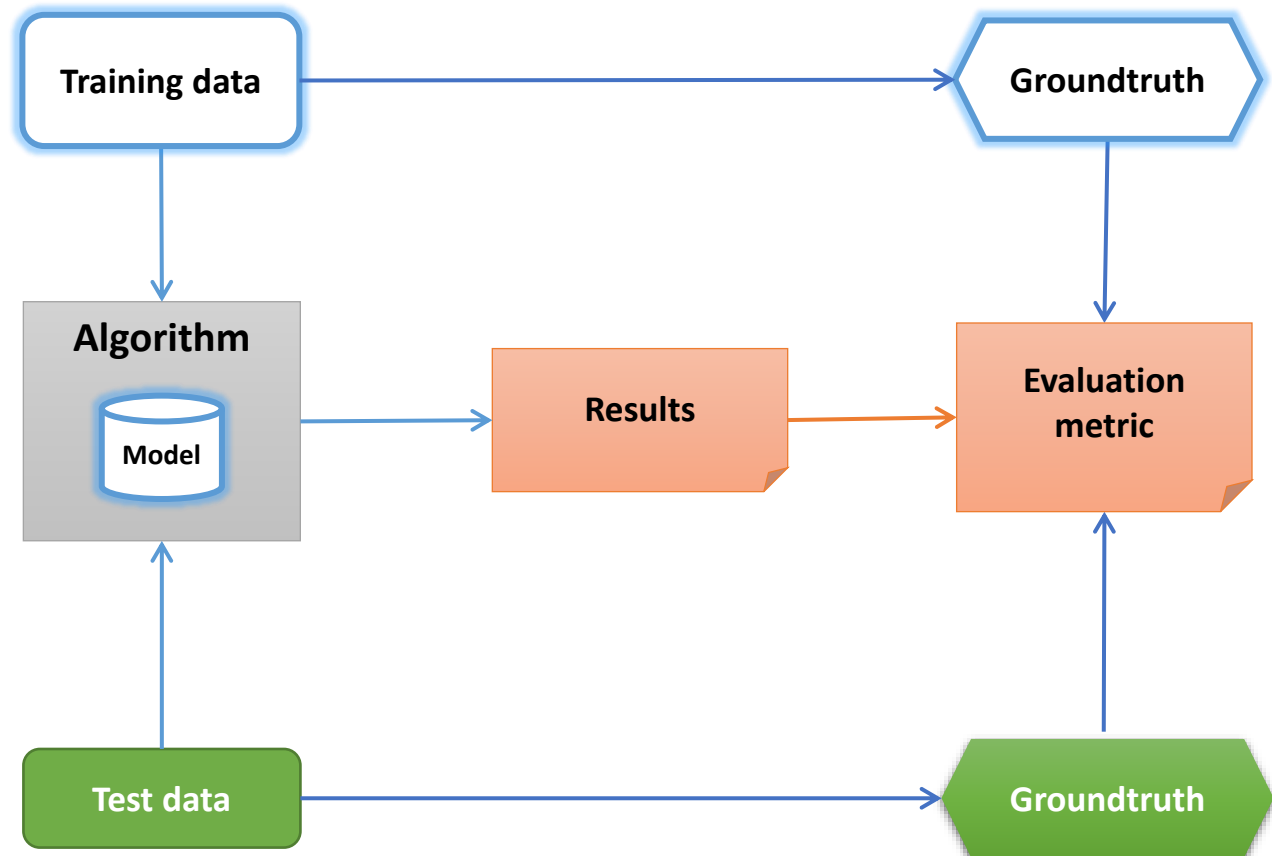 Training data
Groundtruth
Algorithm
Model
Results
Evaluation
metric
Test data
Groundtruth